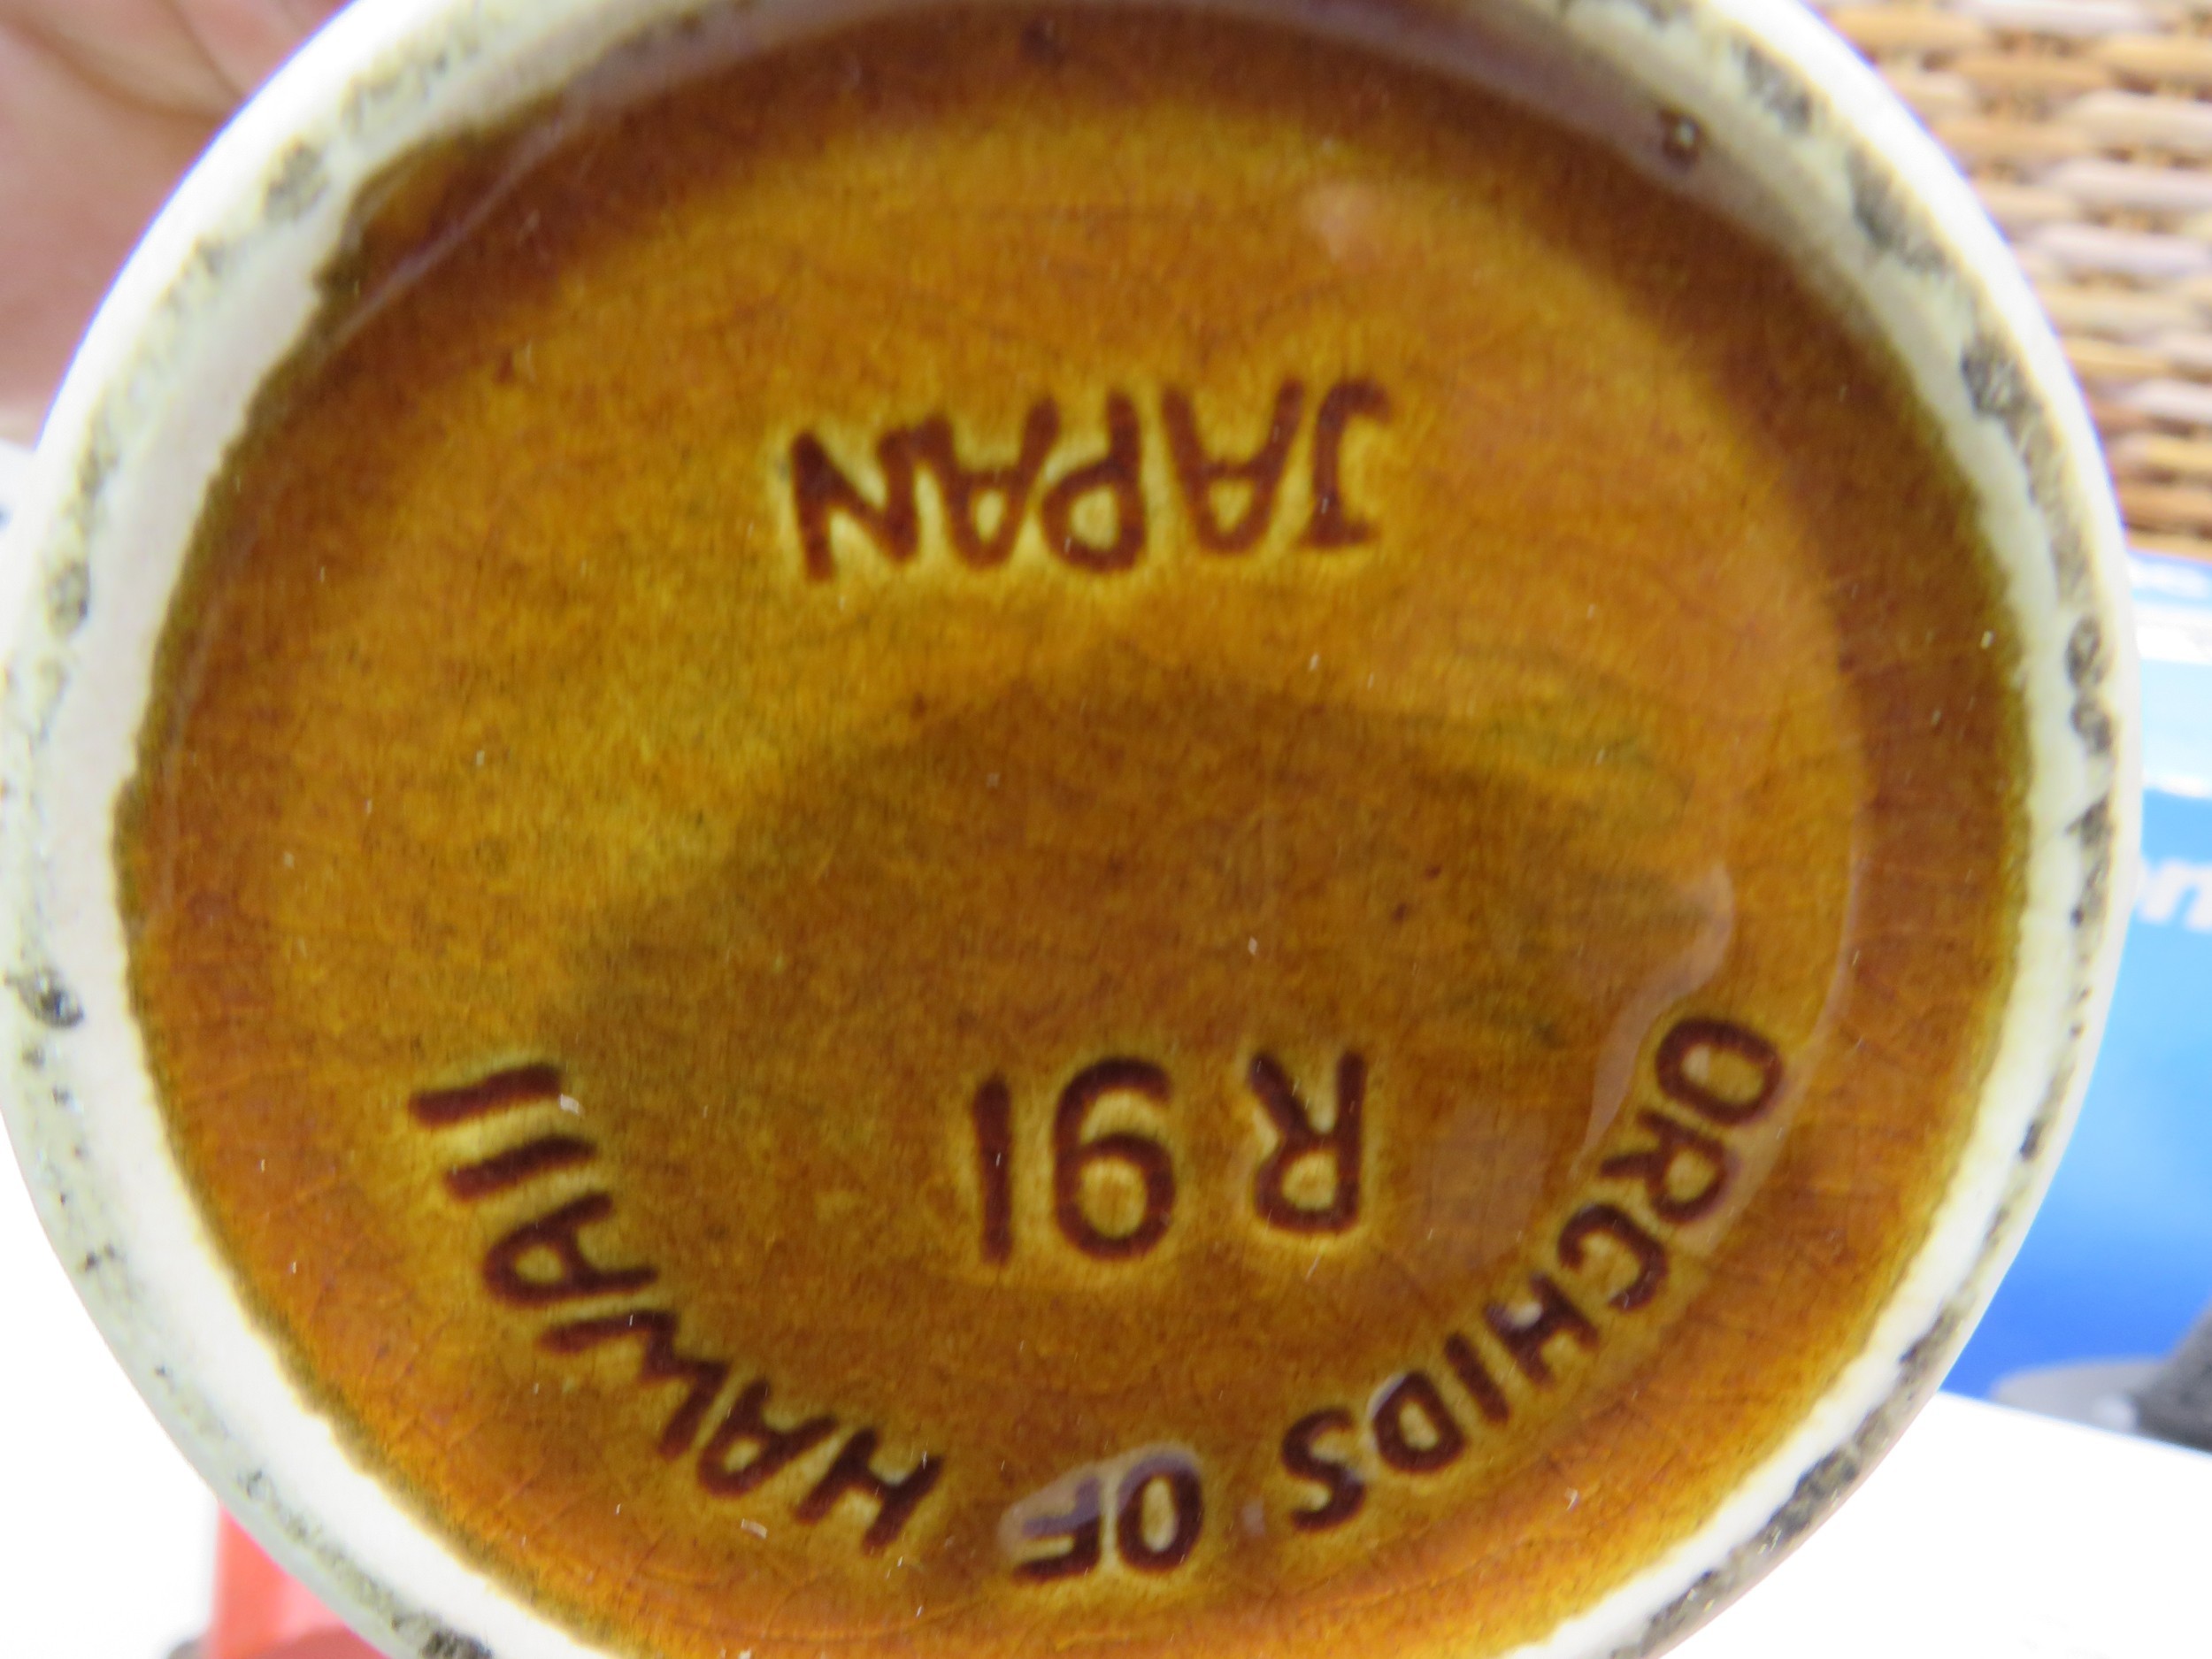 ORCHIDS OF HAWAII
R 91
JAPAN